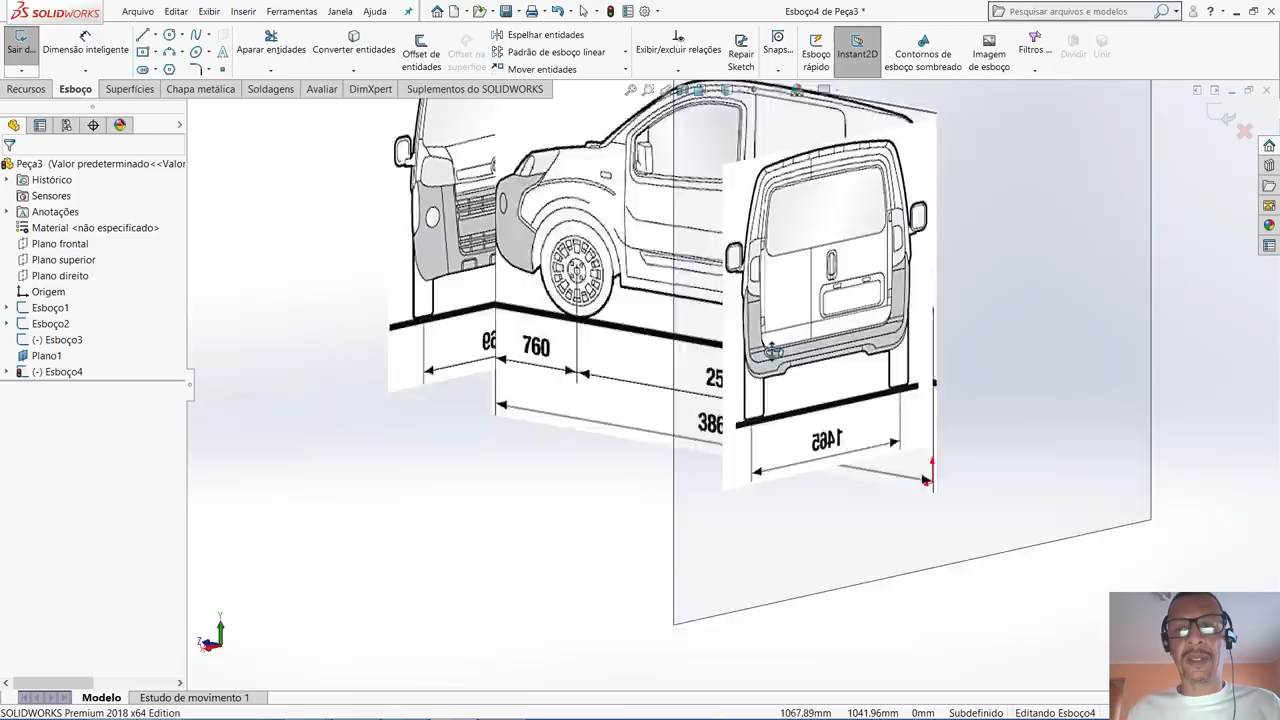 SOLIDWORKS
Arquivo Editar Exibir Inserir Ferramentas Janela Ajuda
Esboço4 de Peça3 *
Pesquisar arquivos e modelos
Sair d...
Dimensão inteligente
Aparar entidades
Converter entidades
Offset de entidades
Offset na superfície
Espelhar entidades
Padrão de esboço linear
Mover entidades
Exibir/excluir relações
Repair Sketch
Snaps...
Esboço rápido
Instant2D
Contornos de esboço sombreado
Imagem de esboço
Filtros ...
Dividir
Unir
Recursos Esboço Superfícies Chapa metálica Soldagens Avaliar DimXpert Suplementos do SOLIDWORKS
Peça3 (Valor predeterminado<<Valor
Histórico
Sensores
Anotações
Material <não especificado>
Plano frontal
Plano superior
Plano direito
Origem
Esboço1
Esboço2
(-) Esboço3
Plano1
(-) Esboço4
69
760
25
386
1465
Y
Z
Modelo Estudo de movimento 1
SOLIDWORKS Premium 2018 x64 Edition
1067.89mm 1041.96mm 0mm Subdefinido Editando Esboço4